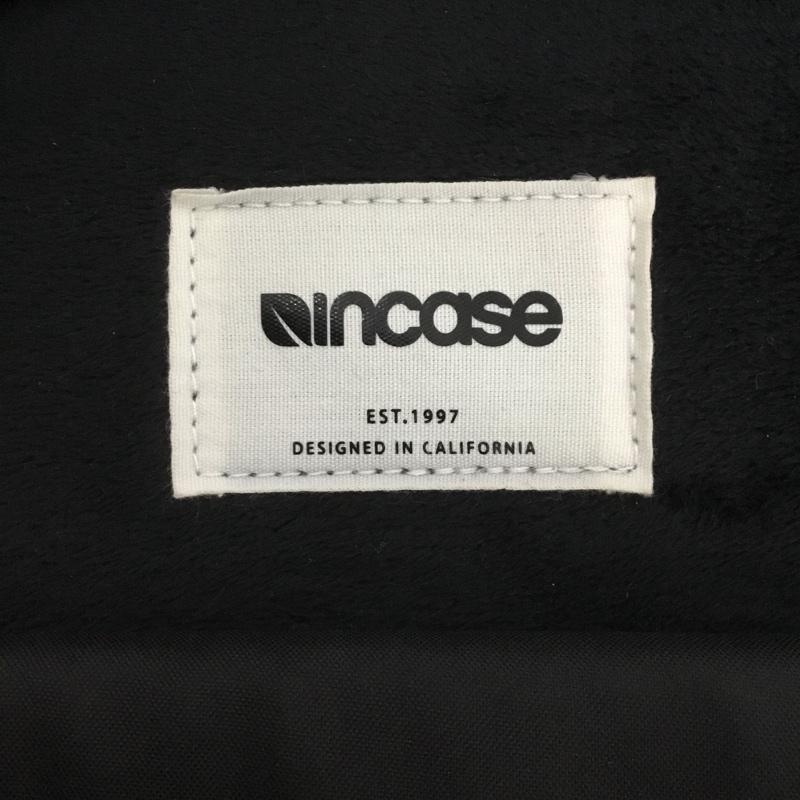 incase
EST.1997
DESIGNED IN CALIFORNIA